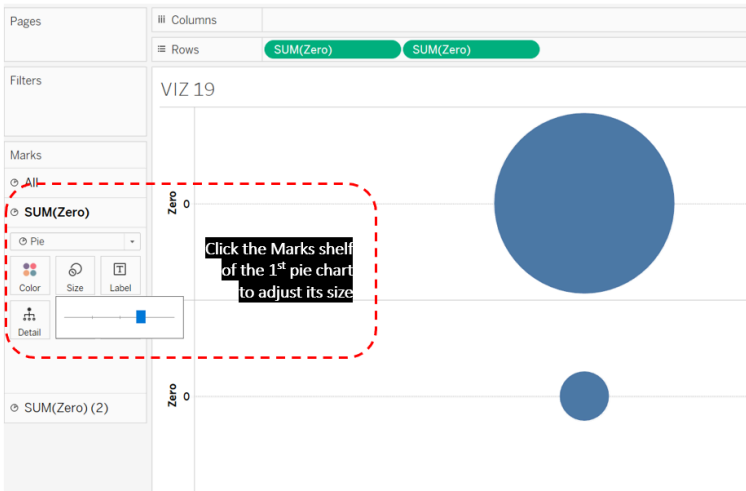 Pages
Columns
Rows
SUM(Zero)
SUM(Zero)
Filters
VIZ 19
Marks
All
SUM(Zero)
Pie
Color
Size
Label
Detail
SUM(Zero) (2)
Click the Marks shelf
of the 1st pie chart
to adjust its size
Zero
0
Zero
0